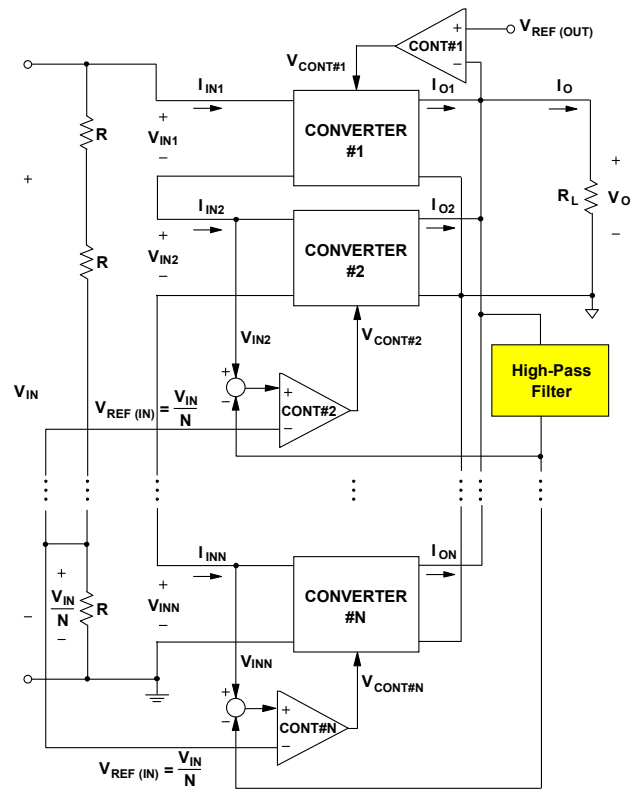 CONT#1
+
−
V_REF (OUT)
V_CONT#1
I_IN1
I_O1
I_O
R
+
V_IN1
−
CONVERTER
#1
+
R_L
V_O
−
+
I_IN2
I_O2
R
+
V_IN2
−
CONVERTER
#2
V_IN2
V_CONT#2
High-Pass
Filter
V_IN
V_REF (IN) = V_IN
N
+
−
+
−
CONT#2
I_INN
I_ON
+
V_IN
N
−
R
−
+
V_INN
−
CONVERTER
#N
V_INN
V_CONT#N
+
−
+
−
CONT#N
V_REF (IN) = V_IN
N